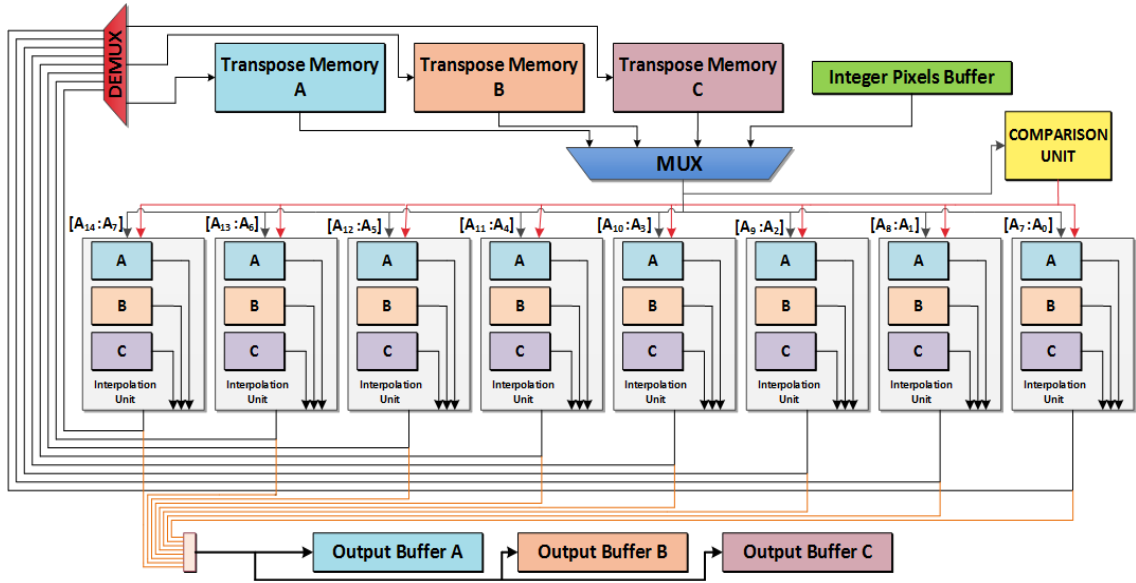 DEMUX
Transpose Memory
A
Transpose Memory
B
Transpose Memory
C
Integer Pixels Buffer
MUX
COMPARISON
UNIT
[A₁₄ :A₇]
[A₁₃ :A₆]
[A₁₂ :A₅]
[A₁₁ :A₄]
[A₁₀ :A₃]
[A₉ :A₂]
[A₈ :A₁]
[A₇ :A₀]
A
B
C
Interpolation
Unit
A
B
C
Interpolation
Unit
A
B
C
Interpolation
Unit
A
B
C
Interpolation
Unit
A
B
C
Interpolation
Unit
A
B
C
Interpolation
Unit
A
B
C
Interpolation
Unit
A
B
C
Interpolation
Unit
Output Buffer A
Output Buffer B
Output Buffer C